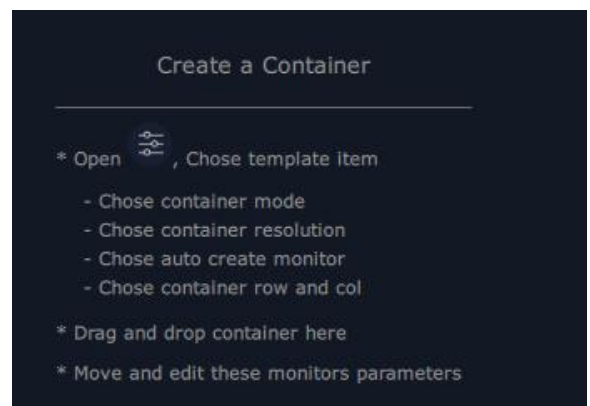 Create a Container
* Open , Chose template item
- Chose container mode
- Chose container resolution
- Chose auto create monitor
- Chose container row and col
* Drag and drop container here
* Move and edit these monitors parameters